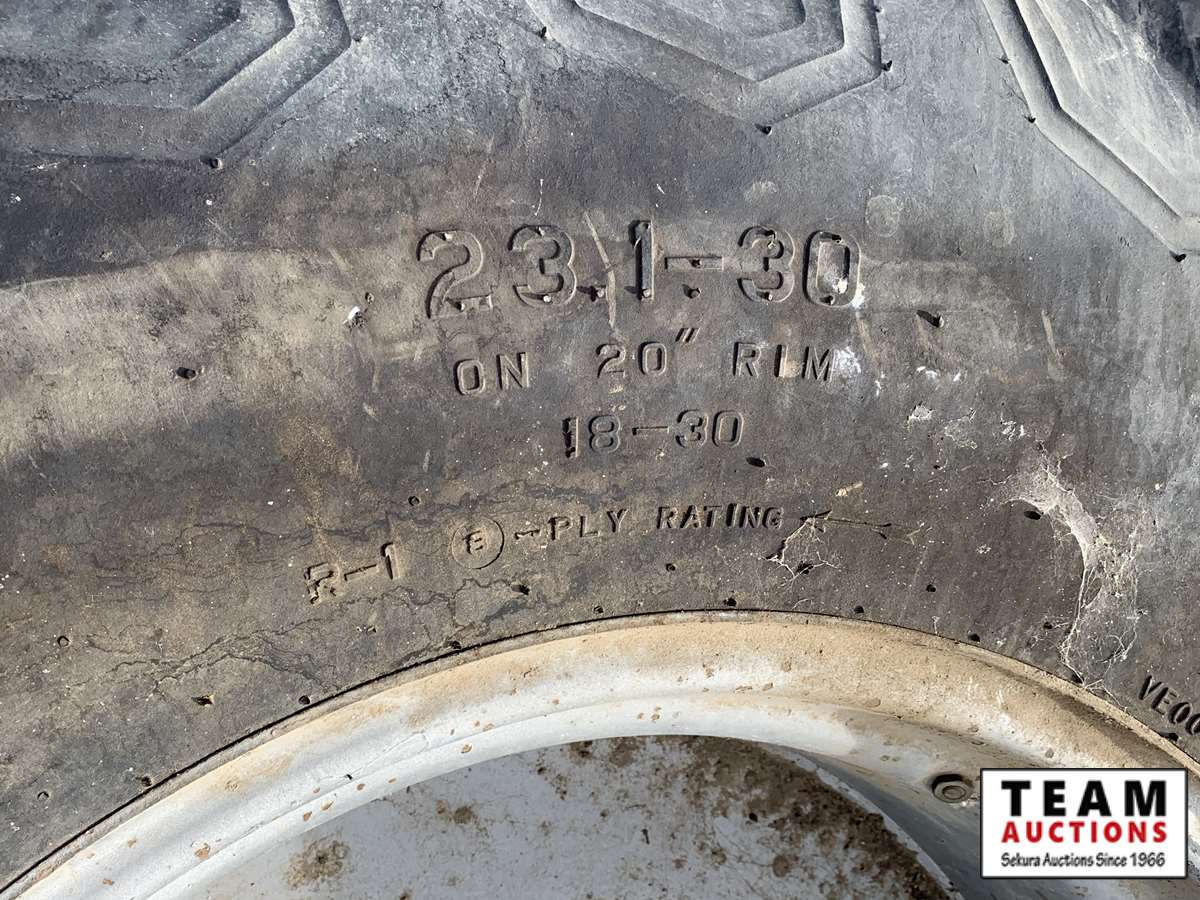 23.1-30
ON 20" RIM
18-30
R-1 8-PLY RATING
TEAM
AUCTIONS
Sekura Auctions Since 1966